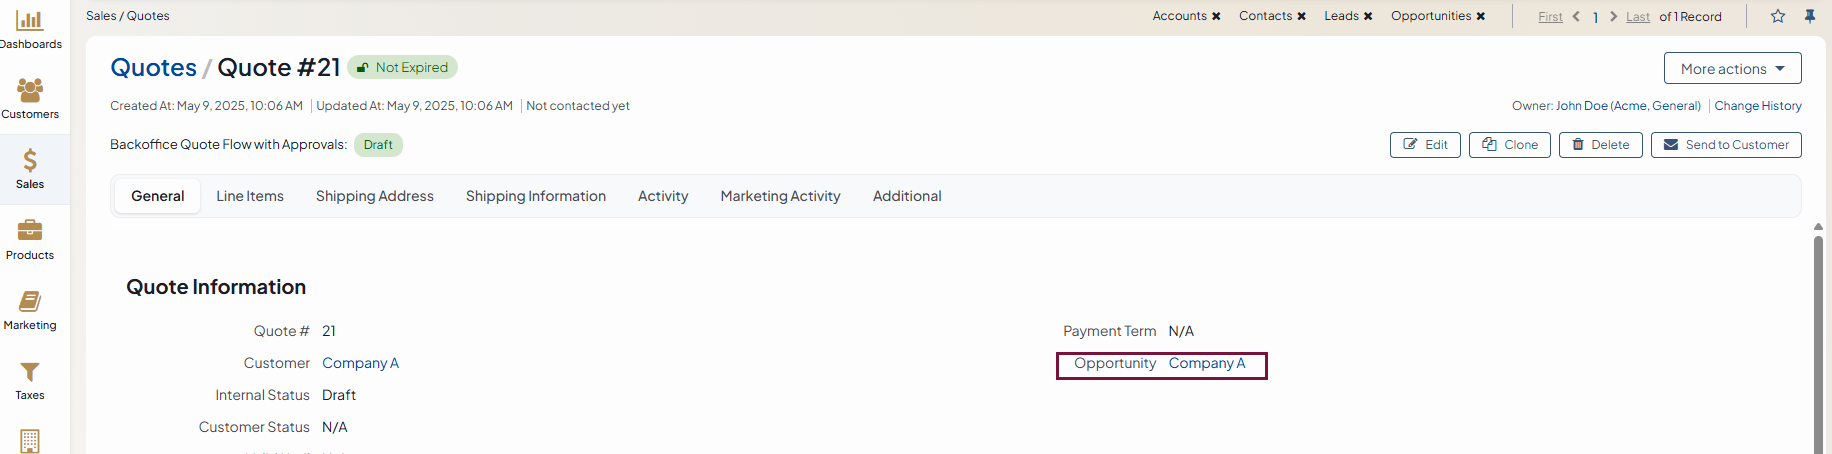 Sales / Quotes
Accounts ✖ Contacts ✖ Leads ✖ Opportunities ✖ First 1 Last of 1 Record
Dashboards
Customers
Sales
Products
Marketing
Taxes
Quotes / Quote #21 Not Expired
More actions
Created At: May 9, 2025, 10:06 AM | Updated At: May 9, 2025, 10:06 AM | Not contacted yet
Owner: John Doe (Acme, General) | Change History
Backoffice Quote Flow with Approvals: Draft
Edit Clone Delete Send to Customer
General Line Items Shipping Address Shipping Information Activity Marketing Activity Additional
Quote Information
Quote # 21
Customer Company A
Internal Status Draft
Customer Status N/A
Payment Term N/A
Opportunity Company A